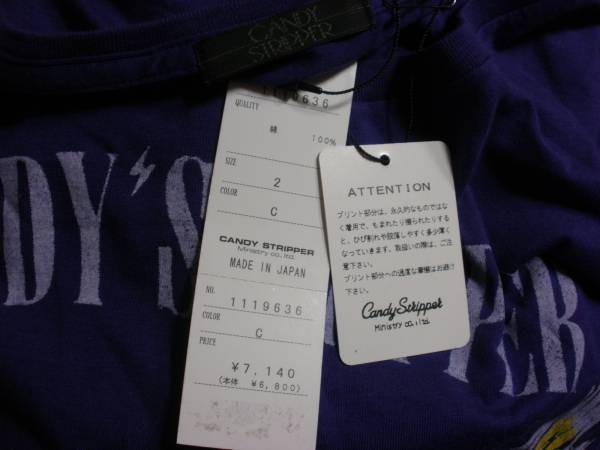 CANDY
STRIPPER
1119636
QUALITY
綿 100%
SIZE
2
COLOR
C
CANDY STRIPPER
Ministry co,.ltd.
MADE IN JAPAN
NO.
1119636
COLOR
C
PRICE
¥7,140
(本体 ¥6,800)
ATTENTION
プリント部分は、永久的なものではな
く着用で、もまれたり擦られたりする
と、ひび割れや脱落しやすく多少薄く
なっていきます。取扱いの際は、ご注
意下さい。
プリント部分への過度な摩擦はお避け
下さい。
Candy Stripper
Ministry co,.ltd.
DY'S
PER